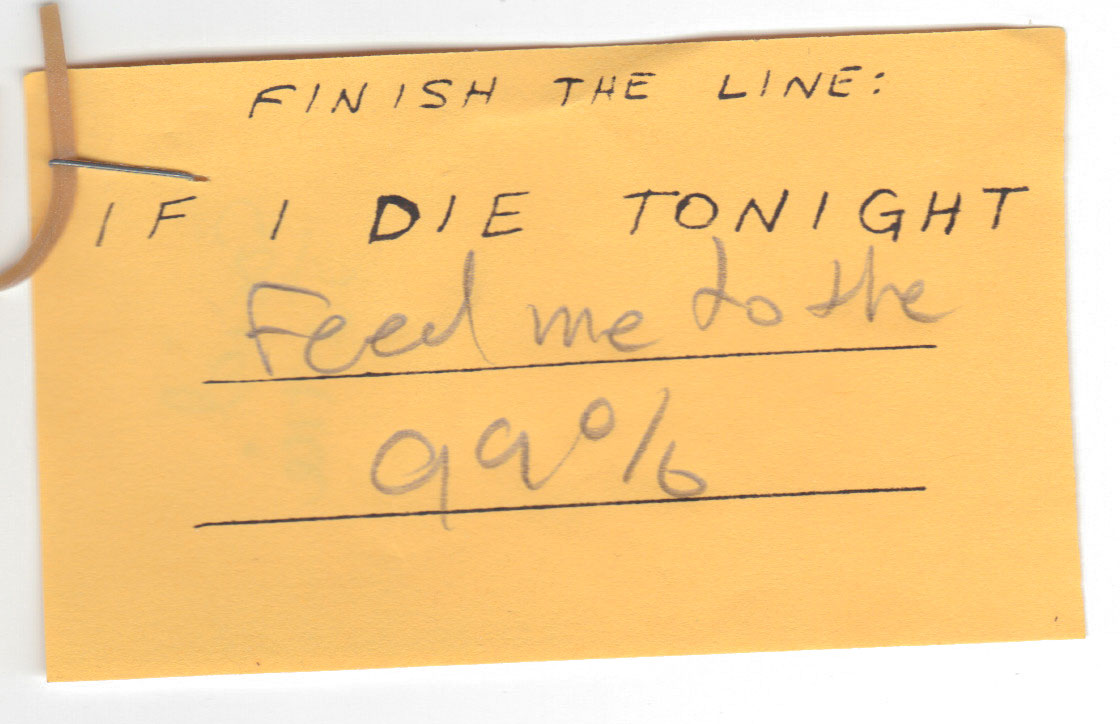 FINISH THE LINE:
IF I DIE TONIGHT
Feed me to the
99%